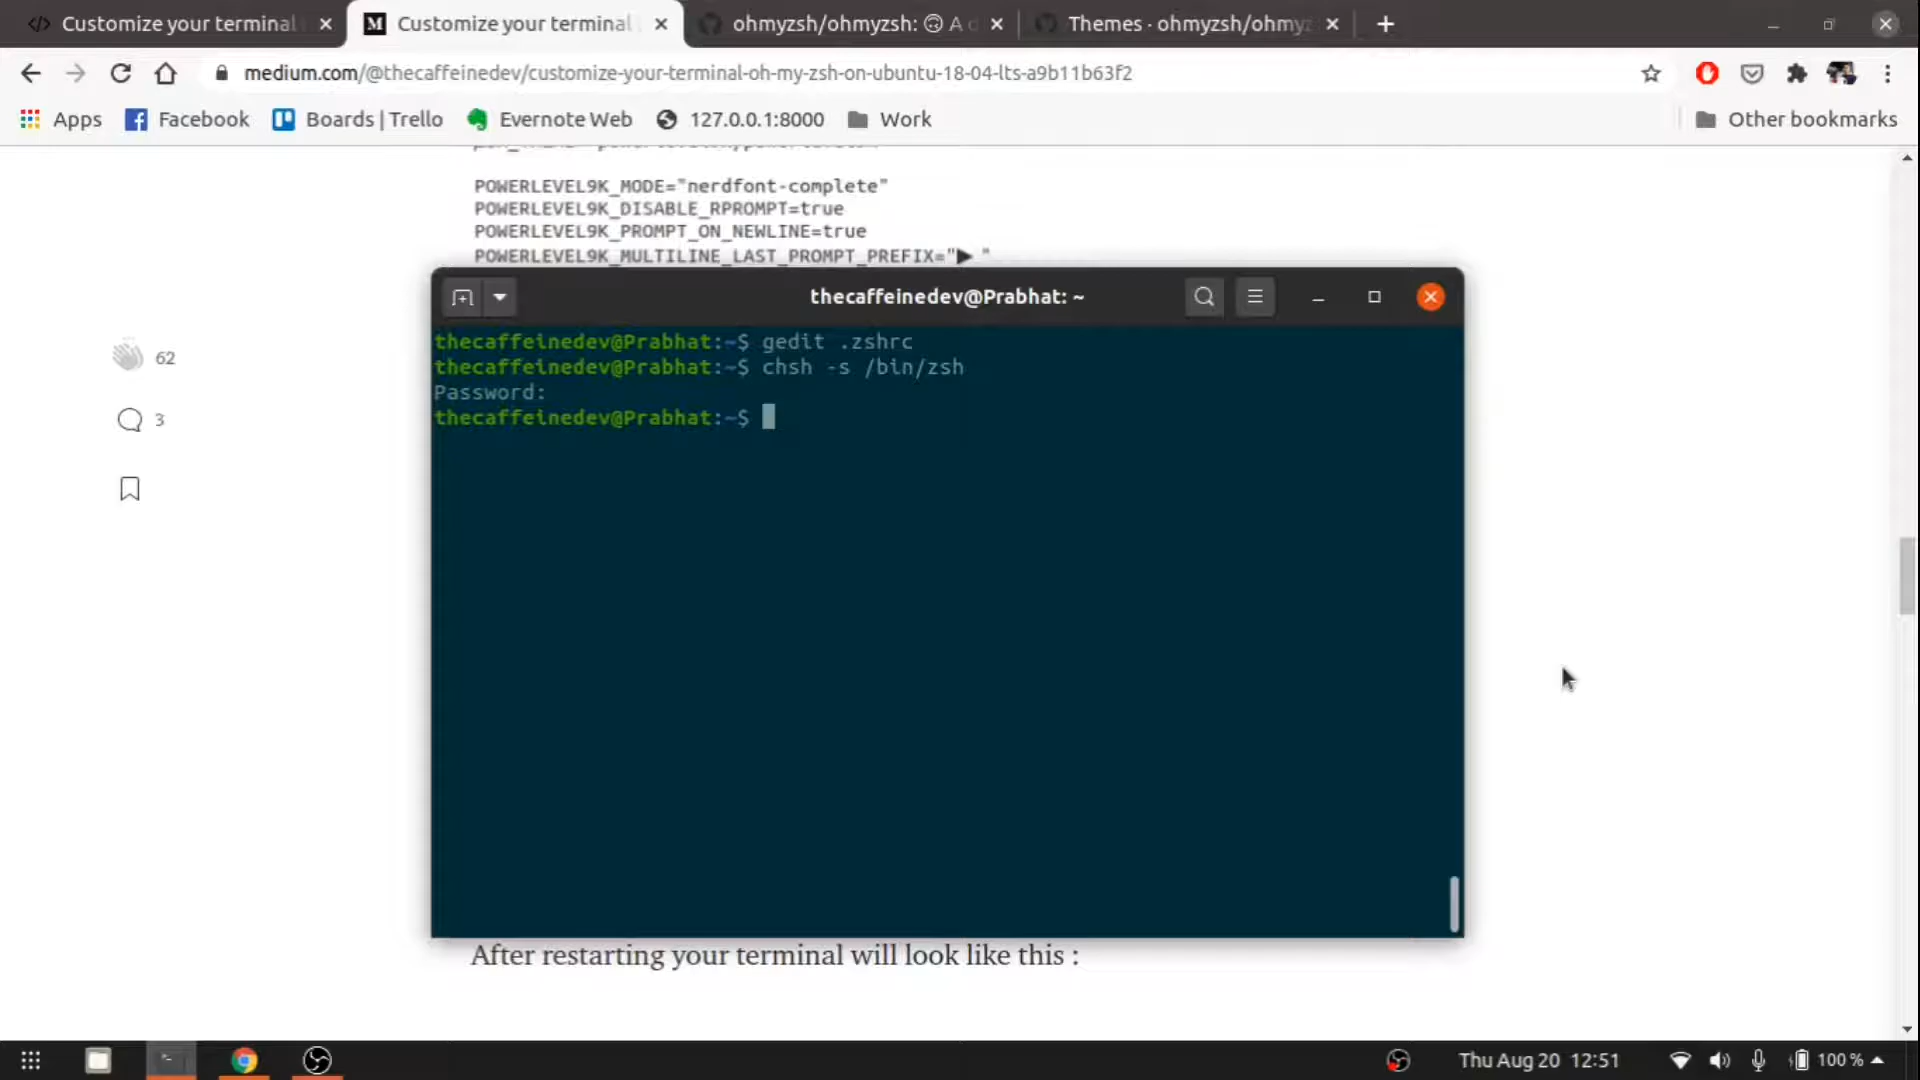 Customize your terminal
Customize your terminal
ohmyzsh/ohmyzsh: 🙃 A
Themes · ohmyzsh/ohmyz
medium.com/@thecaffeinedev/customize-your-terminal-oh-my-zsh-on-ubuntu-18-04-lts-a9b11b63f2
Apps
Facebook
Boards | Trello
Evernote Web
127.0.0.1:8000
Work
Other bookmarks
POWERLEVEL9K_MODE="nerdfont-complete"
POWERLEVEL9K_DISABLE_RPROMPT=true
POWERLEVEL9K_PROMPT_ON_NEWLINE=true
POWERLEVEL9K_MULTILINE_LAST_PROMPT_PREFIX="▶ "
62
3
thecaffeinedev@Prabhat: ~
thecaffeinedev@Prabhat:~$ gedit .zshrc
thecaffeinedev@Prabhat:~$ chsh -s /bin/zsh
Password:
thecaffeinedev@Prabhat:~$
After restarting your terminal will look like this :
Thu Aug 20 12:51
100 %